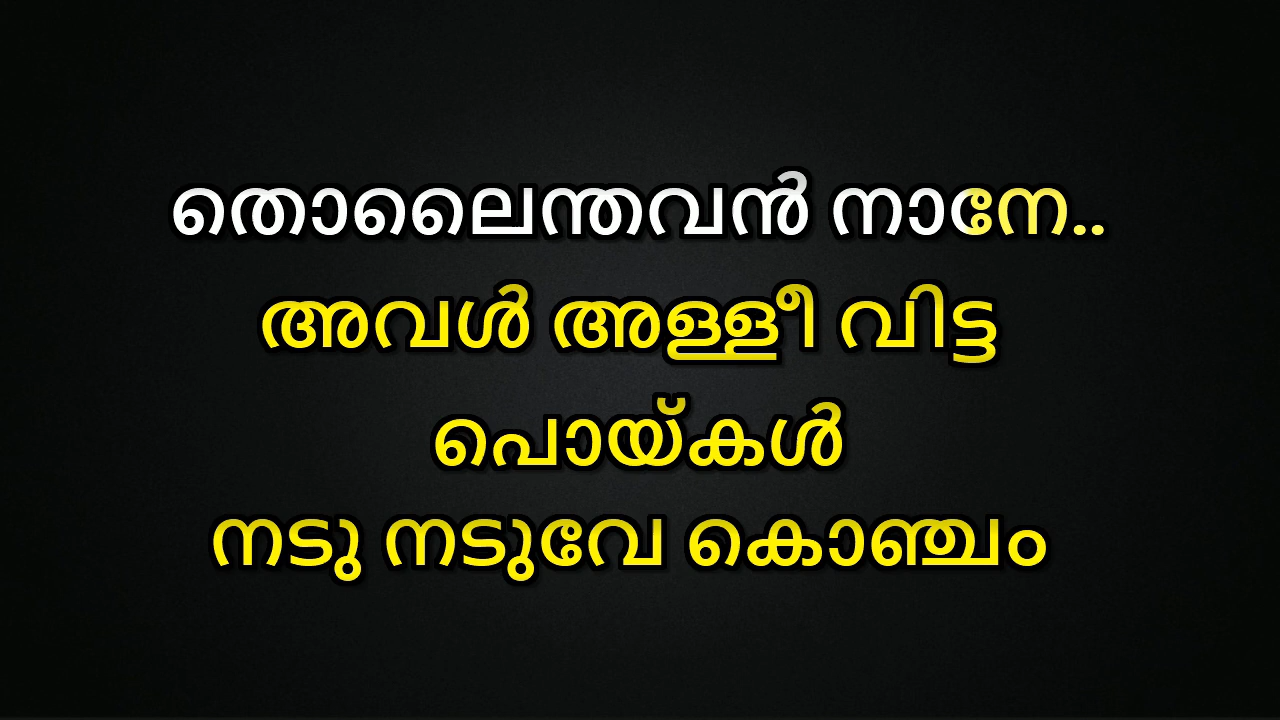 തൊലൈന്തവൻ നാനേ..
അവൾ അള്ളീ വിട്ട
പൊയ്കൾ
നടു നടുവേ കൊഞ്ചം